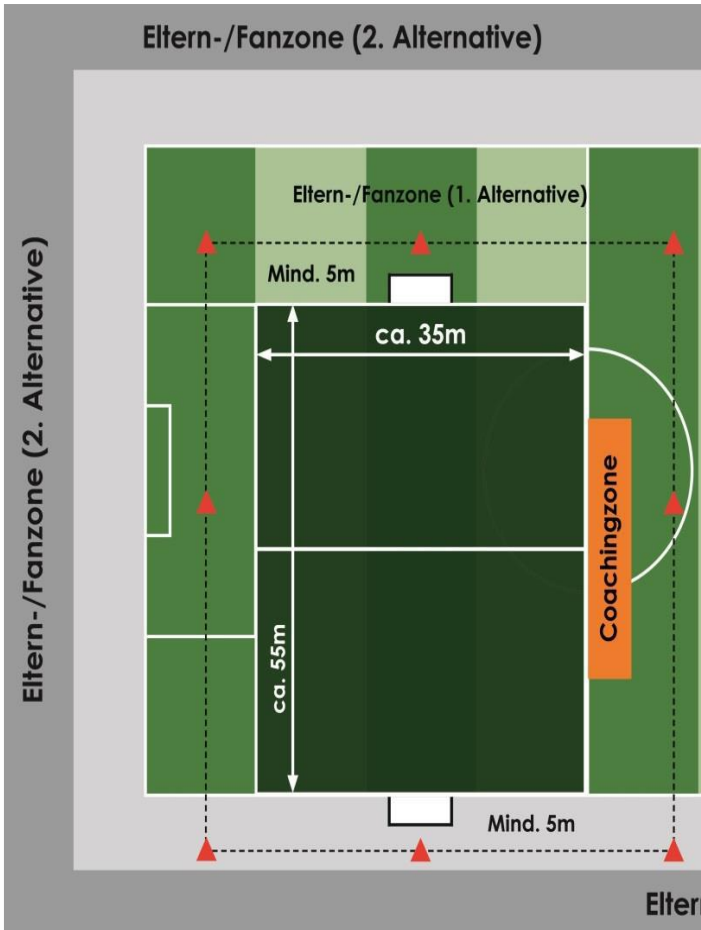 Eltern-/Fanzone (2. Alternative)
Eltern-/Fanzone (1. Alternative)
Mind. 5m
ca. 35m
Eltern-/Fanzone (2. Alternative)
Coachingzone
ca. 55m
Mind. 5m